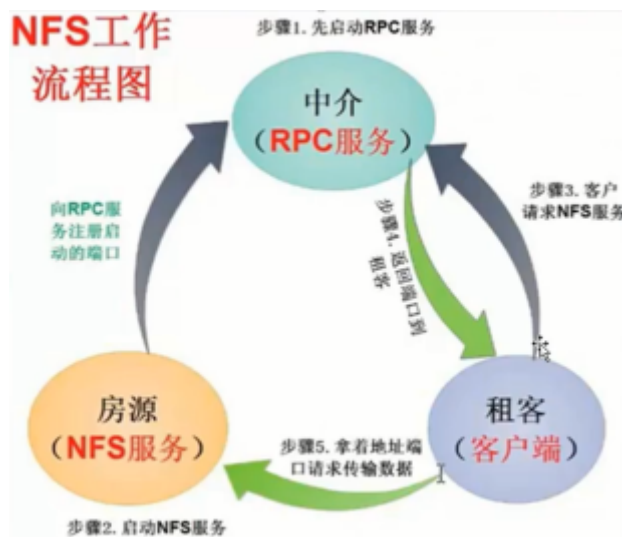 NFS工作
流程图
步骤1.先启动RPC服务
中介
（RPC服务）
向RPC服
务注册启
动的端口
步骤3.客户
请求NFS服务
步骤4.返回端口到
租客
房源
（NFS服务）
租客
（客户端）
步骤5.拿着地址端
口请求传输数据
步骤2.启动NFS服务